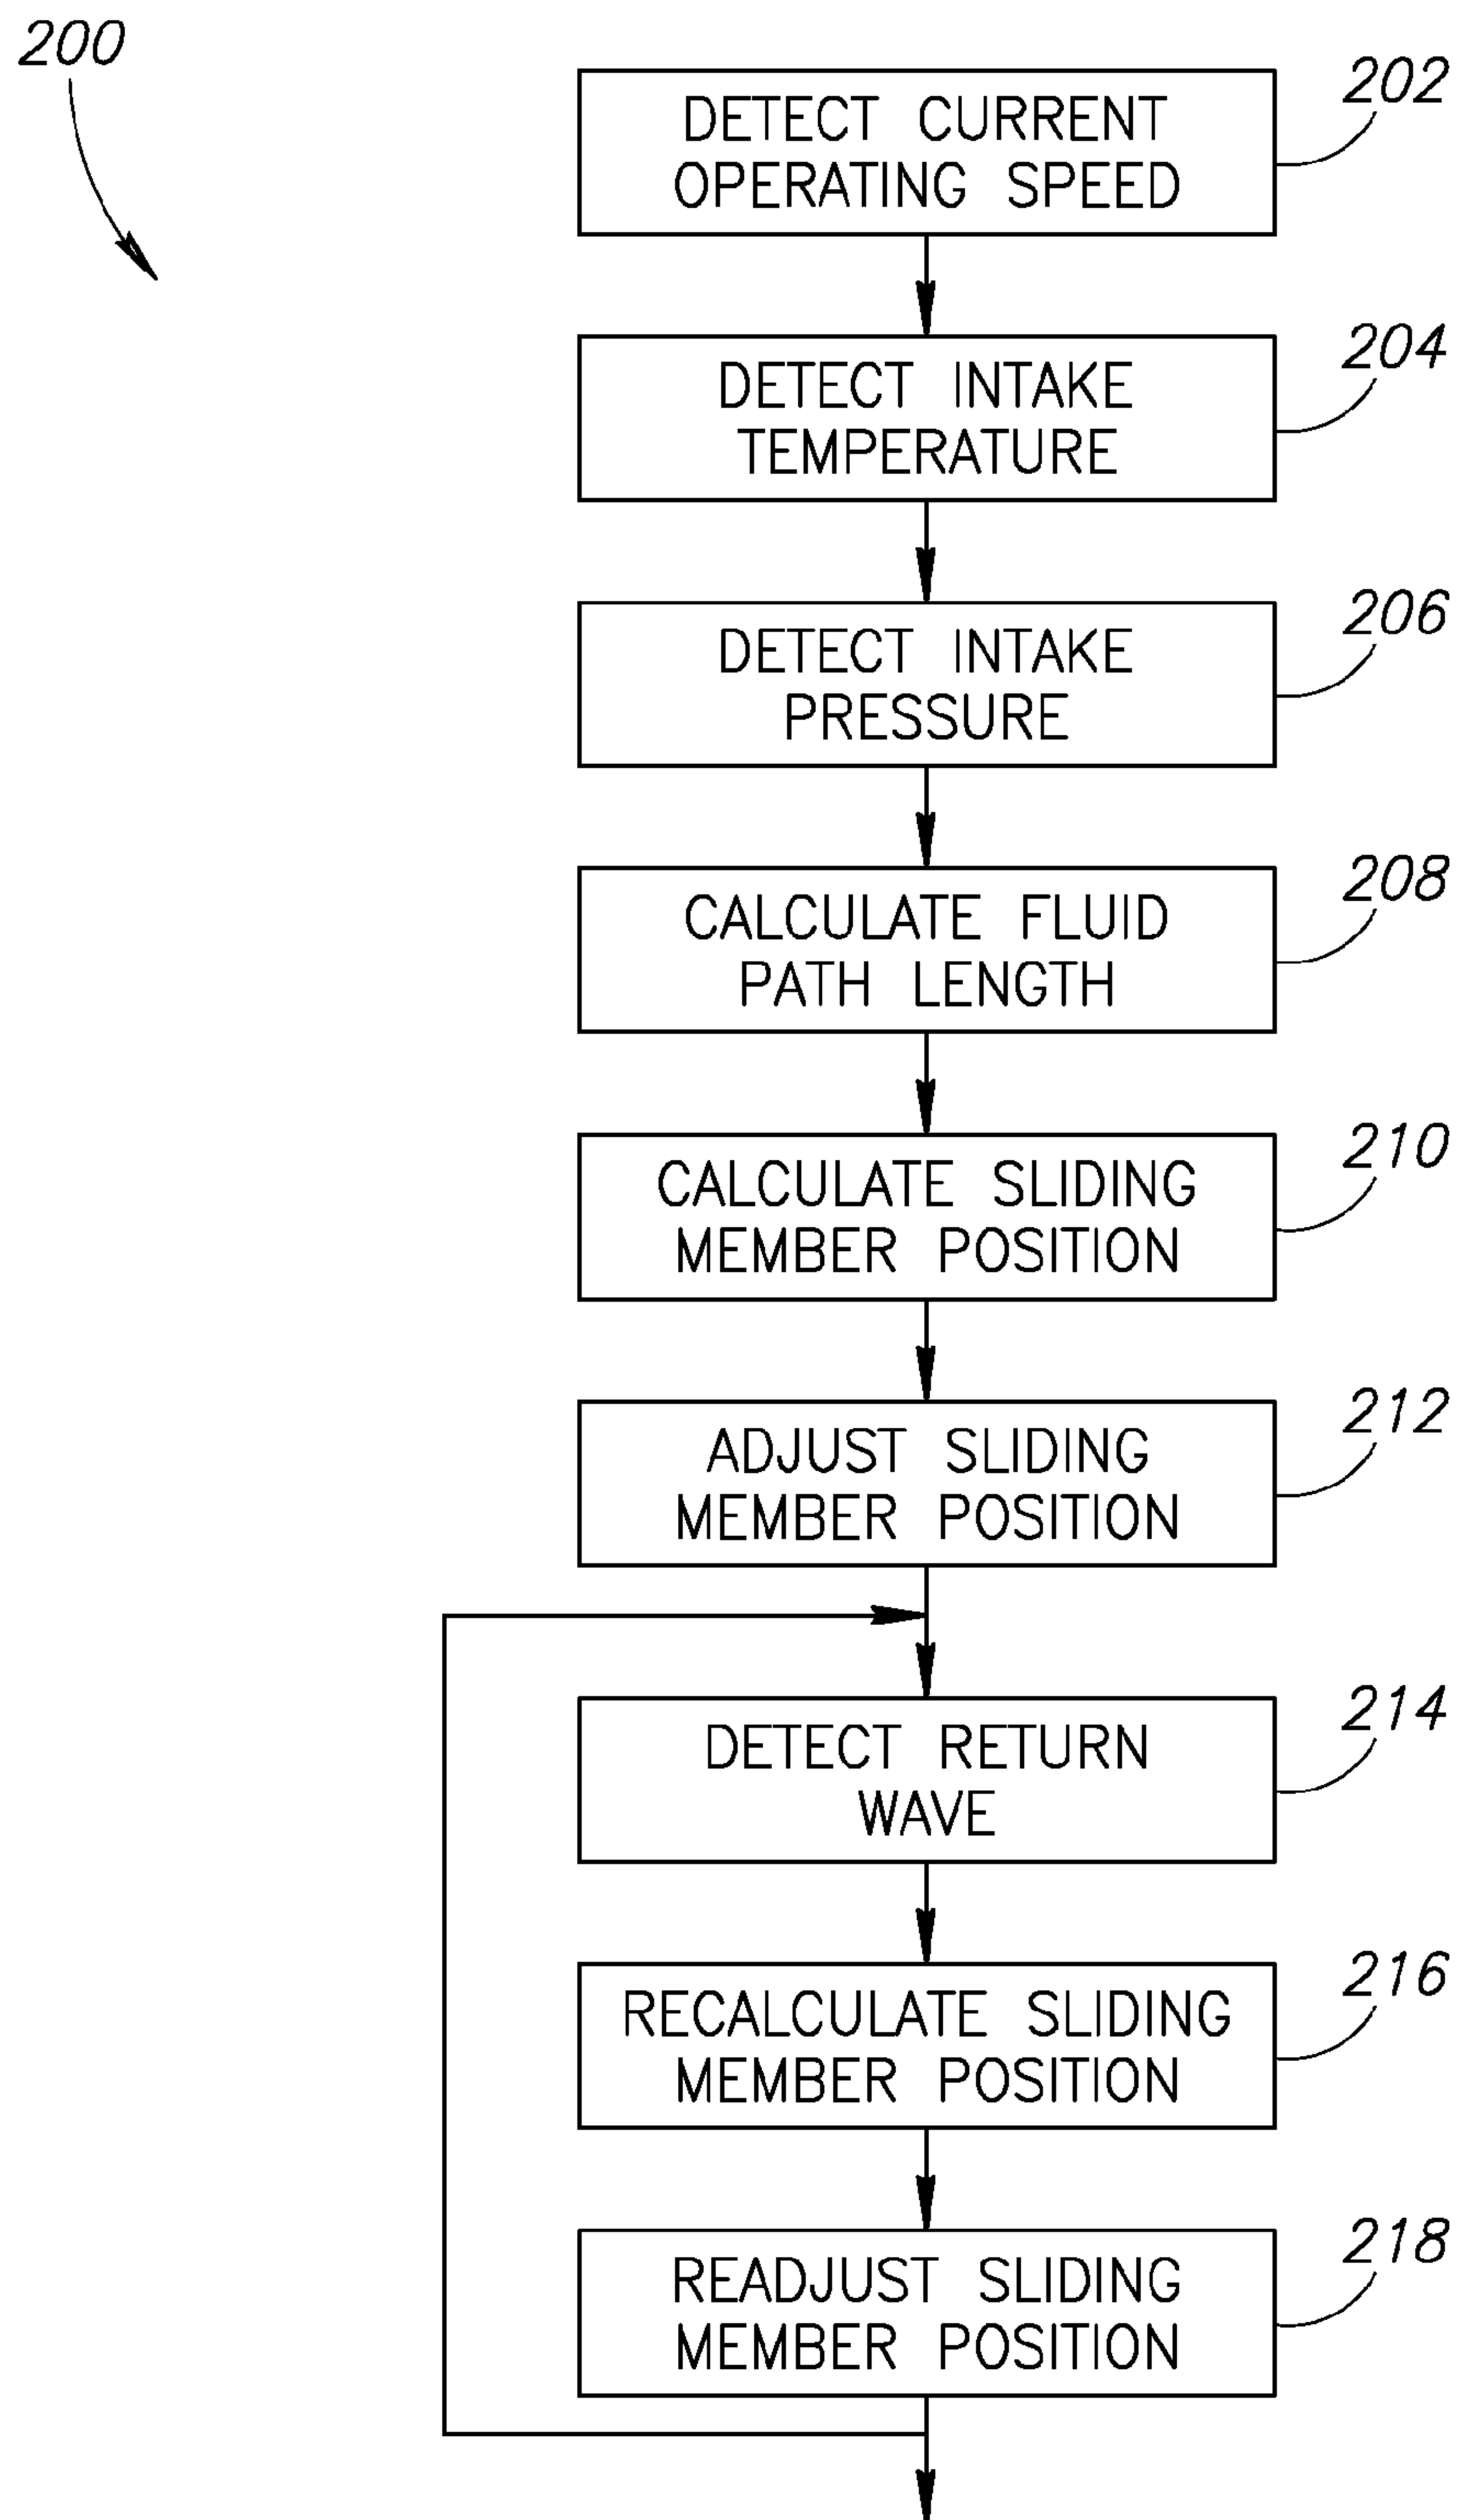 200
DETECT CURRENT
OPERATING SPEED
202
DETECT INTAKE
TEMPERATURE
204
DETECT INTAKE
PRESSURE
206
CALCULATE FLUID
PATH LENGTH
208
CALCULATE SLIDING
MEMBER POSITION
210
ADJUST SLIDING
MEMBER POSITION
212
DETECT RETURN
WAVE
214
RECALCULATE SLIDING
MEMBER POSITION
216
READJUST SLIDING
MEMBER POSITION
218